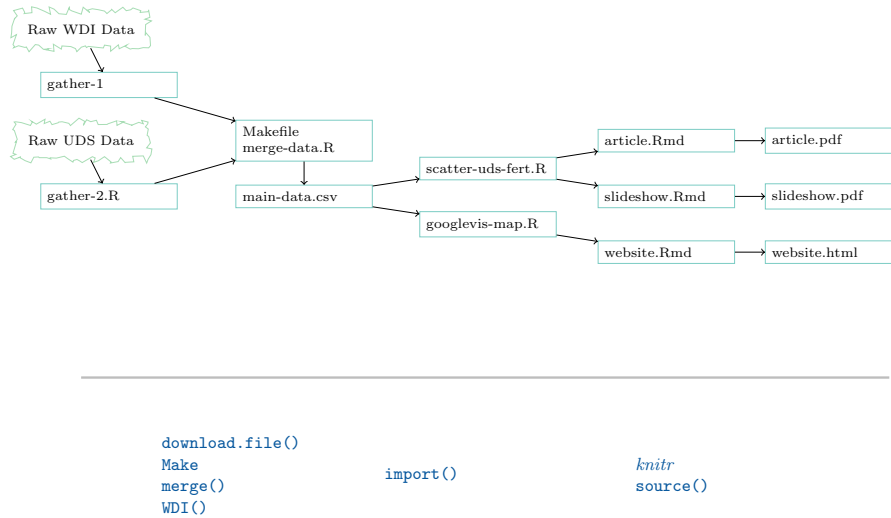 Raw WDI Data
gather-1
Raw UDS Data
gather-2.R
Makefile
merge-data.R
main-data.csv
scatter-uds-fert.R
googlevis-map.R
article.Rmd
slideshow.Rmd
website.Rmd
article.pdf
slideshow.pdf
website.html
download.file()
Make
merge()
WDI()
import()
knitr
source()